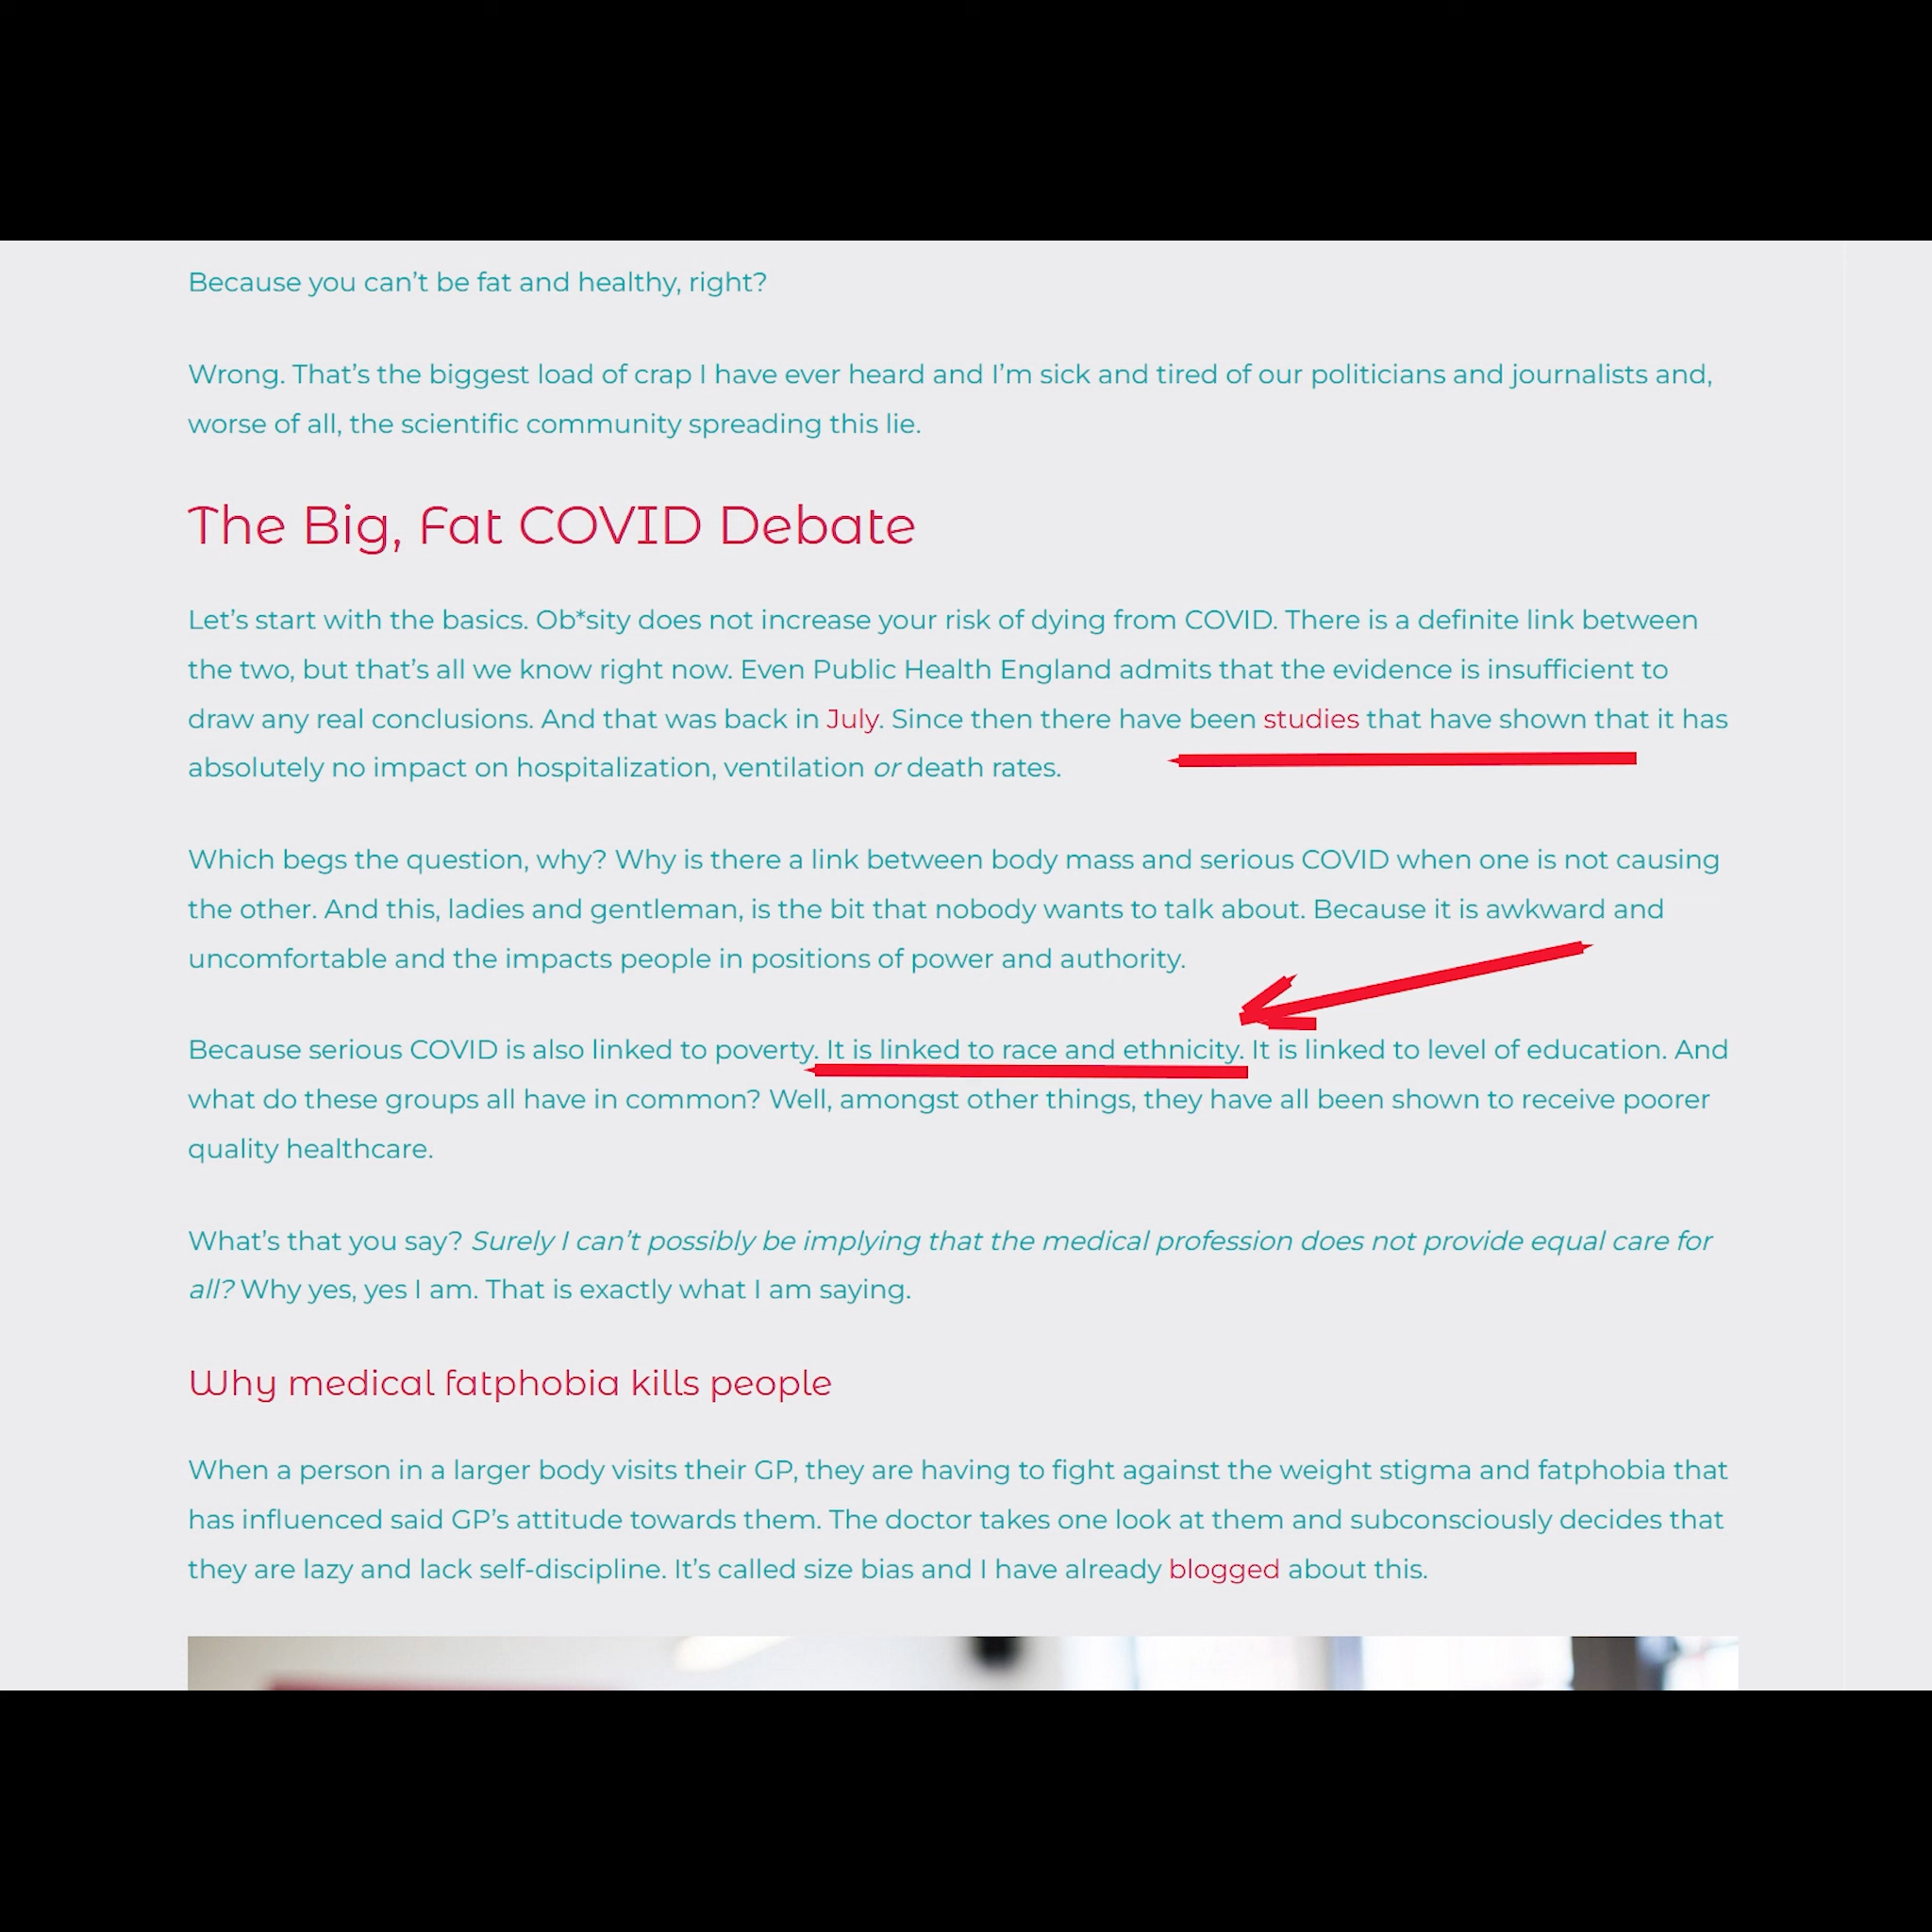 Because you can't be fat and healthy, right?
Wrong. That's the biggest load of crap I have ever heard and I'm sick and tired of our politicians and journalists and,
worse of all, the scientific community spreading this lie.
The Big, Fat COVID Debate
Let's start with the basics. Ob*sity does not increase your risk of dying from COVID. There is a definite link between
the two, but that's all we know right now. Even Public Health England admits that the evidence is insufficient to
draw any real conclusions. And that was back in July. Since then there have been studies that have shown that it has
absolutely no impact on hospitalization, ventilation or death rates.
Which begs the question, why? Why is there a link between body mass and serious COVID when one is not causing
the other. And this, ladies and gentleman, is the bit that nobody wants to talk about. Because it is awkward and
uncomfortable and the impacts people in positions of power and authority.
Because serious COVID is also linked to poverty. It is linked to race and ethnicity. It is linked to level of education. And
what do these groups all have in common? Well, amongst other things, they have all been shown to receive poorer
quality healthcare.
What's that you say? Surely I can't possibly be implying that the medical profession does not provide equal care for
all? Why yes, yes I am. That is exactly what I am saying.
Why medical fatphobia kills people
When a person in a larger body visits their GP, they are having to fight against the weight stigma and fatphobia that
has influenced said GP's attitude towards them. The doctor takes one look at them and subconsciously decides that
they are lazy and lack self-discipline. It's called size bias and I have already blogged about this.